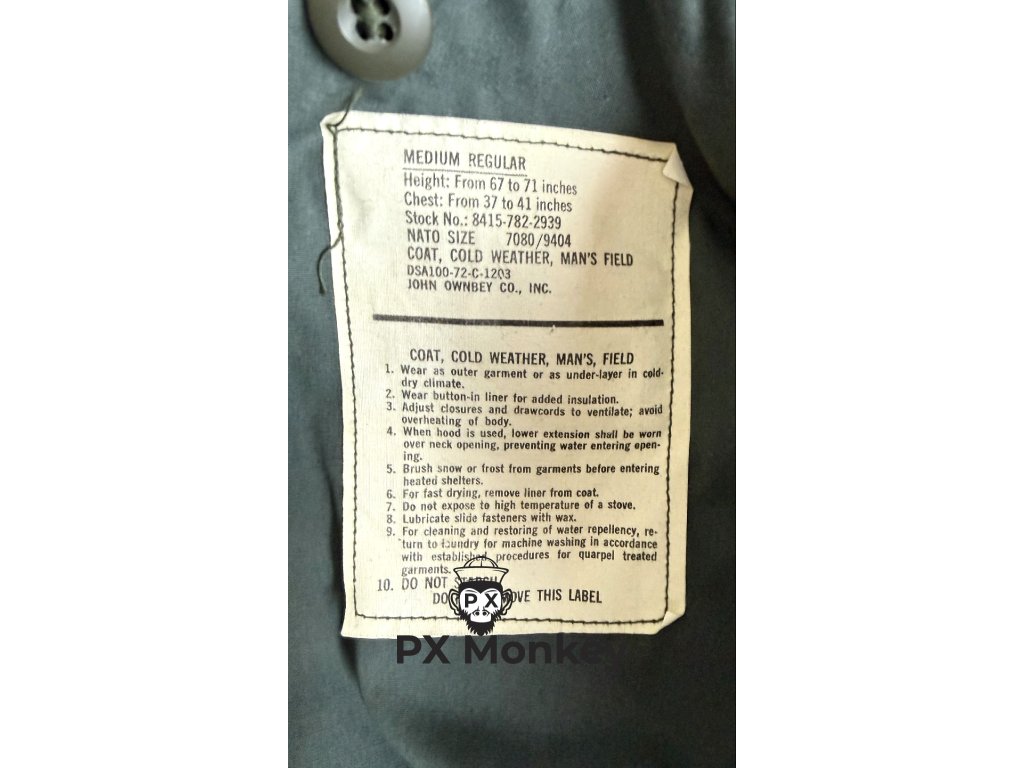 MEDIUM REGULAR
Height: From 67 to 71 inches
Chest: From 37 to 41 inches
Stock No.: 8415-782-2939
NATO SIZE 7080/9404
COAT, COLD WEATHER, MAN'S FIELD
DSA100-72-C-1203
JOHN OWNBEY CO., INC.
COAT, COLD WEATHER, MAN'S, FIELD
1. Wear as outer garment or as under-layer in cold-
dry climate.
2. Wear button-in liner for added insulation.
3. Adjust closures and drawcords to ventilate; avoid
overheating of body.
4. When hood is used, lower extension shall be worn
over neck opening, preventing water entering open-
ing.
5. Brush snow or frost from garments before entering
heated shelters.
6. For fast drying, remove liner from coat.
7. Do not expose to high temperature of a stove.
8. Lubricate slide fasteners with wax.
9. For cleaning and restoring of water repellency, re-
turn to laundry for machine washing in accordance
with established procedures for quarpel treated
garments.
10. DO NOT STARCH
DO THIS LABEL
PX
PX Monkey